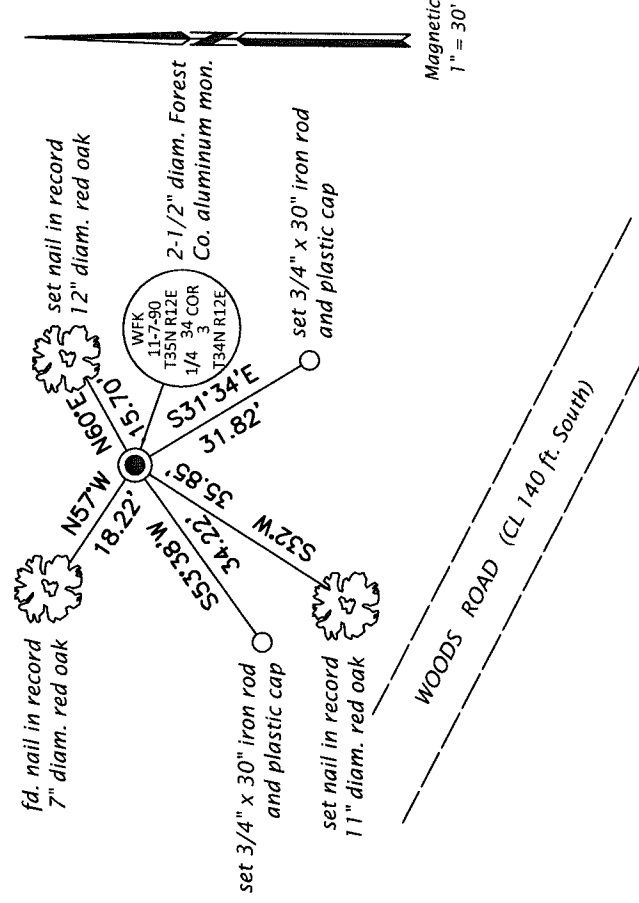 fd. nail in record
7" diam. red oak
set nail in record
12" diam. red oak
N57°W
18.22'
N60°E
15.70'
WFK
11-7-90
T35N R12E
1/4 34 COR
3
T34N R12E
2-1/2" diam. Forest
Co. aluminum mon.
S31°34'E
31.82'
set 3/4" x 30" iron rod
and plastic cap
S53°38'W
34.22'
35.85'
S32°W
set 3/4" x 30" iron rod
and plastic cap
set nail in record
11" diam. red oak
WOODS ROAD (CL 140 ft. South)
Magnetic
1" = 30'